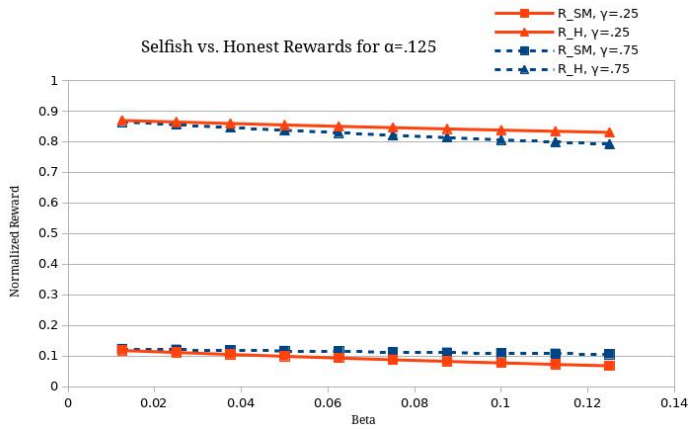 R_SM, γ=.25
R_H, γ=.25
R_SM, γ=.75
R_H, γ=.75
Selfish vs. Honest Rewards for α=.125
Normalized Reward
1
0.9
0.8
0.7
0.6
0.5
0.4
0.3
0.2
0.1
0
0 0.02 0.04 0.06 0.08 0.1 0.12 0.14
Beta